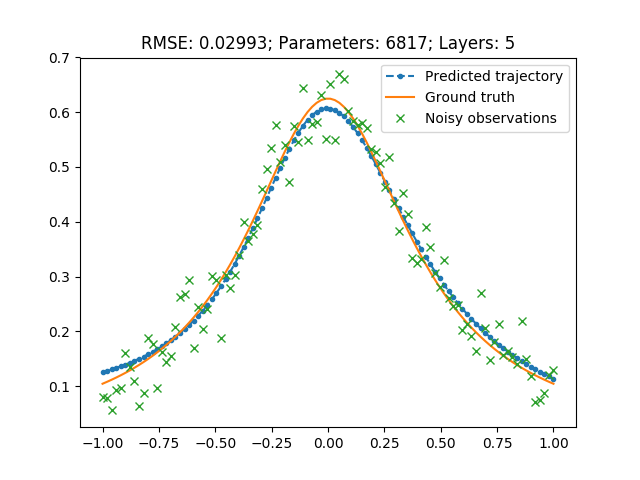 RMSE: 0.02993; Parameters: 6817; Layers: 5
Predicted trajectory
Ground truth
Noisy observations
0.7
0.6
0.5
0.4
0.3
0.2
0.1
−1.00 −0.75 −0.50 −0.25 0.00 0.25 0.50 0.75 1.00